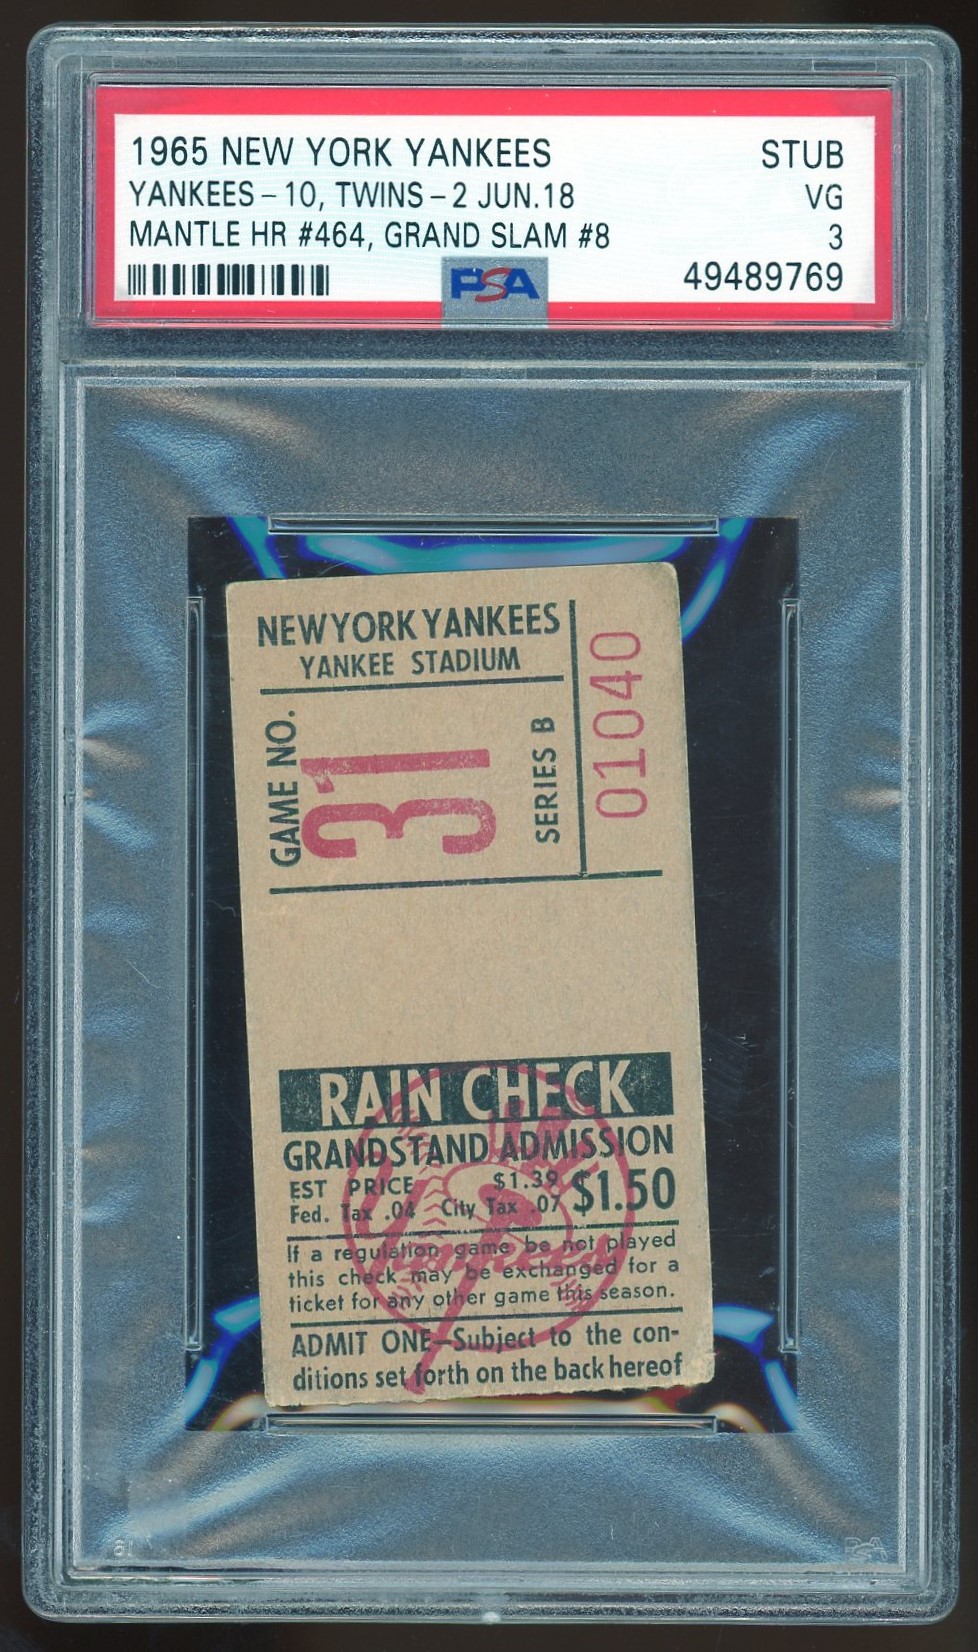 1965 NEW YORK YANKEES STUB
YANKEES - 10, TWINS - 2 JUN.18 VG
MANTLE HR #464, GRAND SLAM #8 3
PSA 49489769
NEW YORK YANKEES
YANKEE STADIUM
GAME NO.
31
SERIES B
01040
RAIN CHECK
GRANDSTAND ADMISSION
EST PRICE $1.39 $1.50
Fed. Tax .04 City Tax .07
If a regulation game be not played
this check may be exchanged for a
ticket for any other game this season.
ADMIT ONE—Subject to the con-
ditions set forth on the back hereof
Yankees
PSA